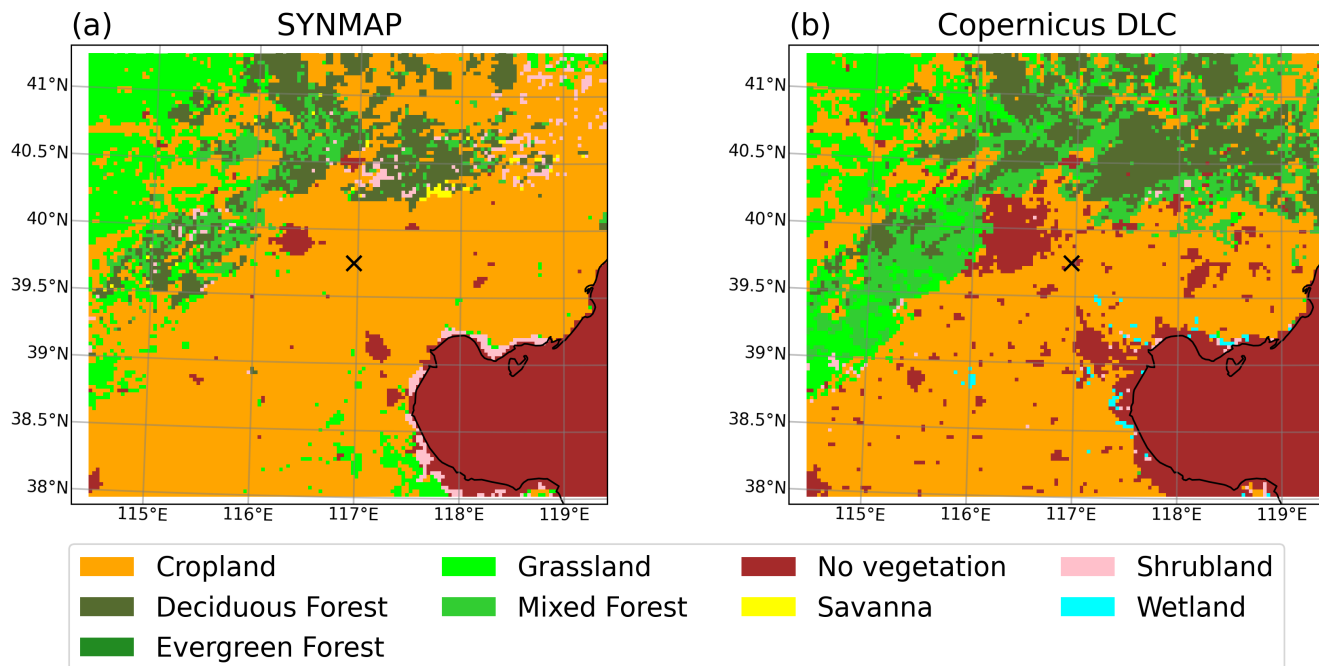 (a) SYNMAP
(b) Copernicus DLC
41°N
40.5°N
40°N
39.5°N
39°N
38.5°N
38°N
115°E 116°E 117°E 118°E 119°E
41°N
40.5°N
40°N
39.5°N
39°N
38.5°N
38°N
115°E 116°E 117°E 118°E 119°E
Cropland Grassland No vegetation Shrubland
Deciduous Forest Mixed Forest Savanna Wetland
Evergreen Forest